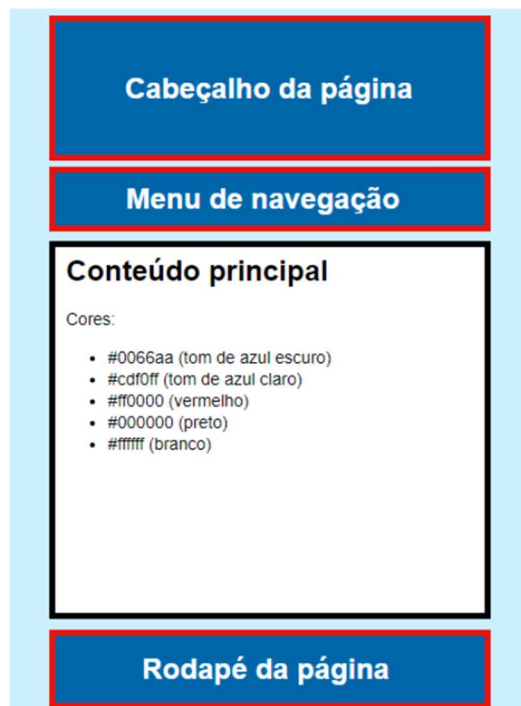 Cabeçalho da página
Menu de navegação
Conteúdo principal
Cores:
• #0066aa (tom de azul escuro)
• #cdf0ff (tom de azul claro)
• #ff0000 (vermelho)
• #000000 (preto)
• #ffffff (branco)
Rodapé da página